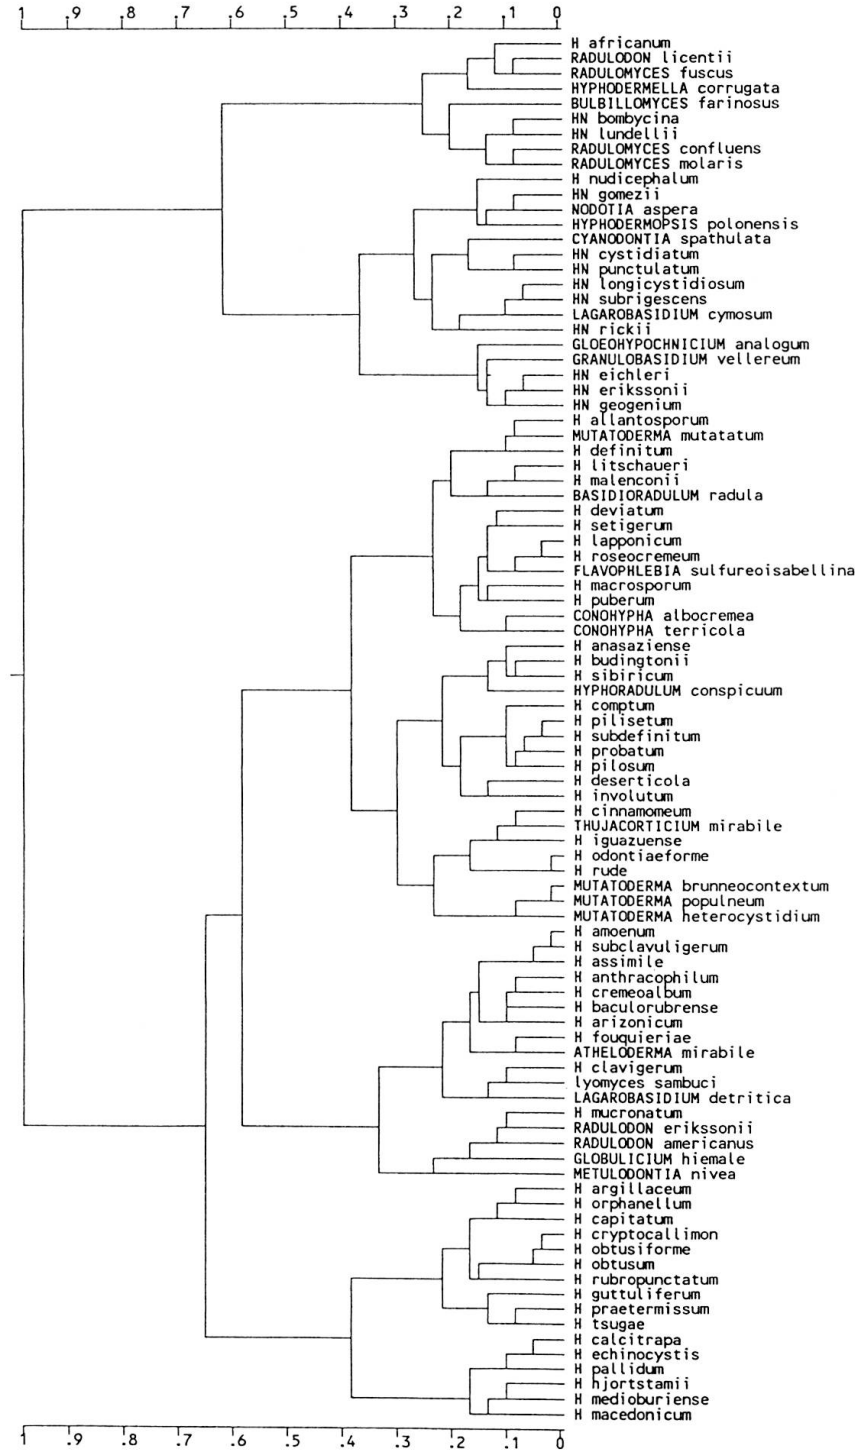 1 .9 .8 .7 .6 .5 .4 .3 .2 .1 0
H africanum
RADULODON licentii
RADULOMYCES fuscus
HYPHODERMELLA corrugata
BULBILLOMYCES farinosus
HN bombycina
HN lundellii
RADULOMYCES confluens
RADULOMYCES molaris
H nudicephalum
HN gomezii
NODOTIA aspera
HYPHODERMOPSIS polonensis
CYANODONTIA spathulata
HN cystidiatum
HN punctulatum
HN longicystidiosum
HN subrigescens
LAGAROBASIDIUM cymosum
HN rickii
GLOEOHYPOCHNICIUM analogum
GRANULOBASIDIUM vellereum
HN eichleri
HN erikssonii
HN geogenium
H allantosporum
MUTATODERMA mutatatum
H definitum
H litschaueri
H malenconii
BASIDIORADULUM radula
H deviatum
H setigerum
H lapponicum
H roseocremeum
FLAVOPHLEBIA sulfureoisabellina
H macrosporum
H puberum
CONOHYPHA albocremea
CONOHYPHA terricola
H anasaziense
H budingtonii
H sibiricum
HYPHORADULUM conspicuum
H comptum
H pilisetum
H subdefinitum
H probatum
H pilosum
H deserticola
H involutum
H cinnamomeum
THUJACORTICIUM mirabile
H iguazuense
H odontiaeforme
H rude
MUTATODERMA brunneocontextum
MUTATODERMA populneum
MUTATODERMA heterocystidium
H amoenum
H subclavuligerum
H assimile
H anthracophilum
H cremeoalbum
H baculorubrense
H arizonicum
H fouquieriae
ATHELODERMA mirabile
H clavigerum
lyomyces sambuci
LAGAROBASIDIUM detritica
H mucronatum
RADULODON erikssonii
RADULODON americanus
GLOBULICIUM hiemale
METULODONTIA nivea
H argillaceum
H orphanellum
H capitatum
H cryptocallimon
H obtusiforme
H obtusum
H rubropunctatum
H guttuliferum
H praetermissum
H tsugae
H calcitrapa
H echinocystis
H pallidum
H hjortstamii
H medioburiense
H macedonicum
1 .9 .8 .7 .6 .5 .4 .3 .2 .1 0